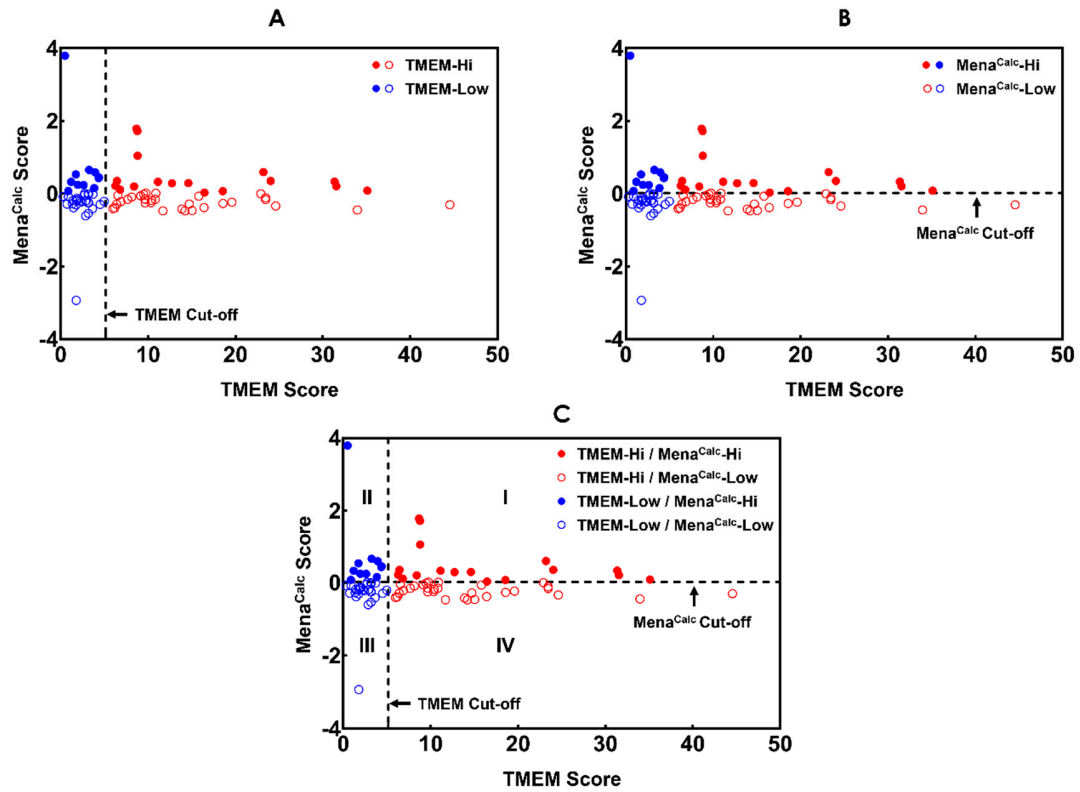 A
4
2
0
-2
-4
0
10
20
30
40
50
Mena^Calc Score
TMEM Score
TMEM-Hi
TMEM-Low
TMEM Cut-off
B
4
2
0
-2
-4
0
10
20
30
40
50
Mena^Calc Score
TMEM Score
Mena^Calc-Hi
Mena^Calc-Low
Mena^Calc Cut-off
C
4
2
0
-2
-4
0
10
20
30
40
50
Mena^Calc Score
TMEM Score
TMEM-Hi / Mena^Calc-Hi
TMEM-Hi / Mena^Calc-Low
TMEM-Low / Mena^Calc-Hi
TMEM-Low / Mena^Calc-Low
II
I
Mena^Calc Cut-off
III
IV
TMEM Cut-off